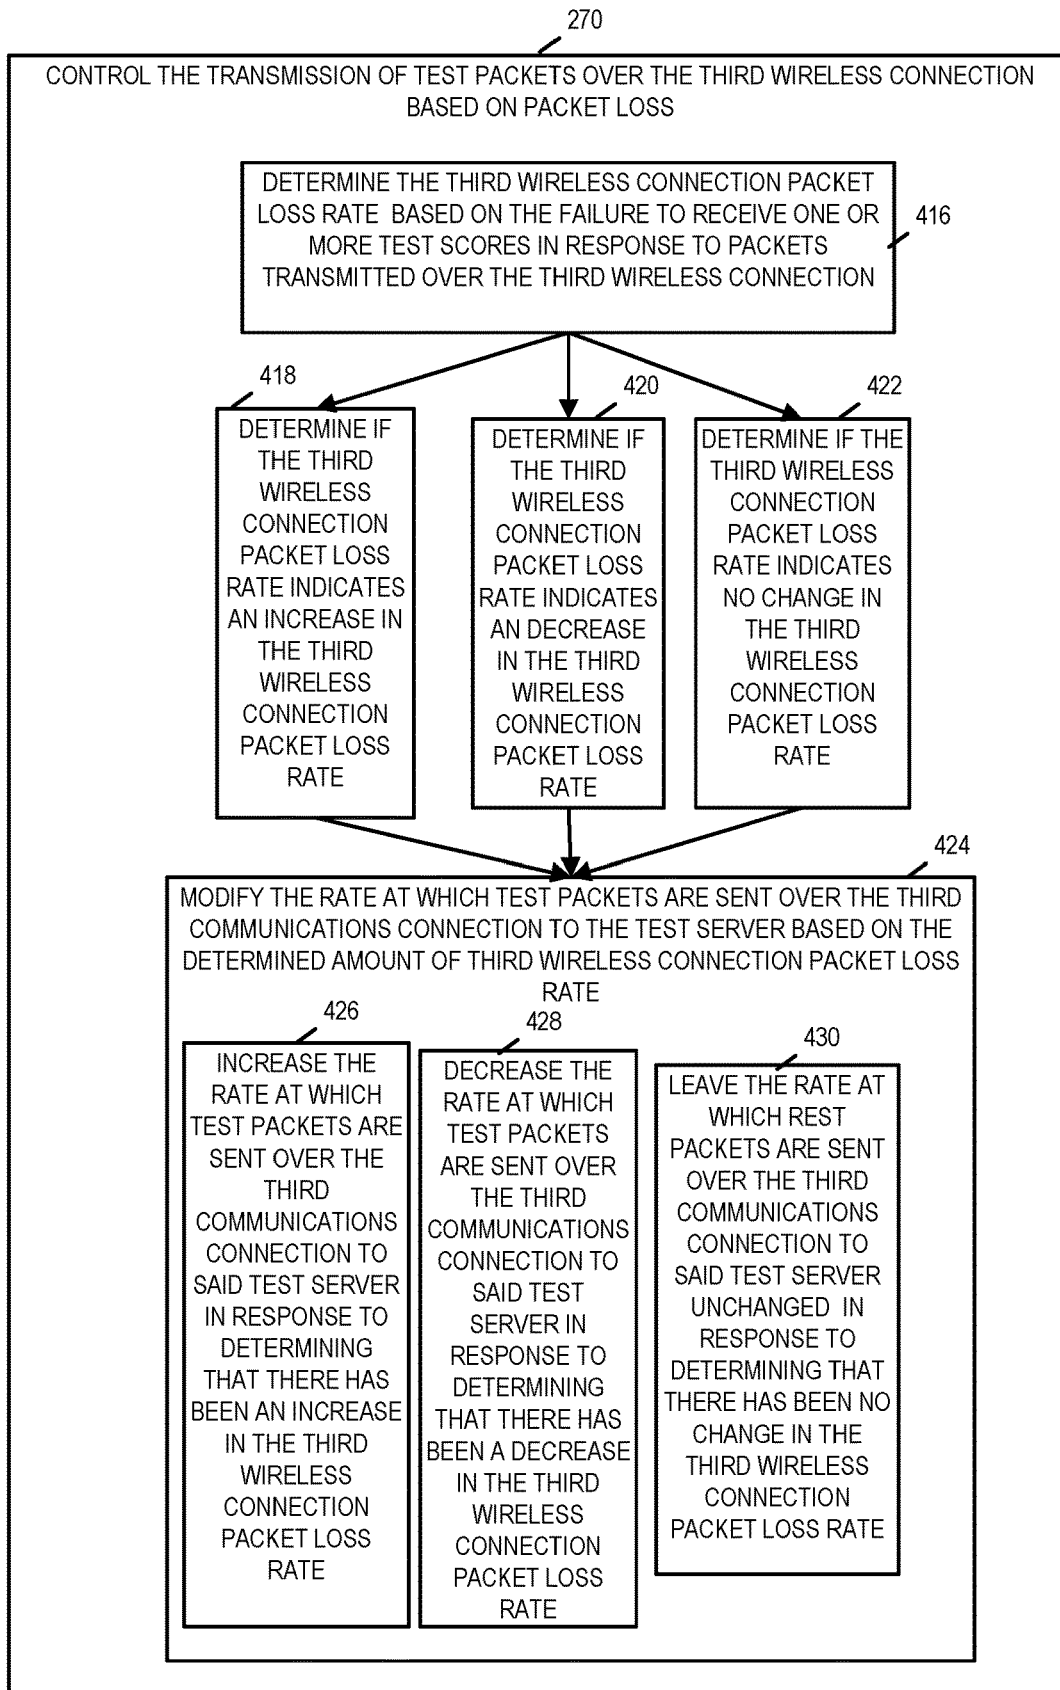 270
CONTROL THE TRANSMISSION OF TEST PACKETS OVER THE THIRD WIRELESS CONNECTION
BASED ON PACKET LOSS
DETERMINE THE THIRD WIRELESS CONNECTION PACKET
LOSS RATE BASED ON THE FAILURE TO RECEIVE ONE OR
MORE TEST SCORES IN RESPONSE TO PACKETS
TRANSMITTED OVER THE THIRD WIRELESS CONNECTION
416
418
DETERMINE IF
THE THIRD
WIRELESS
CONNECTION
PACKET LOSS
RATE INDICATES
AN INCREASE IN
THE THIRD
WIRELESS
CONNECTION
PACKET LOSS
RATE
420
DETERMINE IF
THE THIRD
WIRELESS
CONNECTION
PACKET LOSS
RATE INDICATES
AN DECREASE
IN THE THIRD
WIRELESS
CONNECTION
PACKET LOSS
RATE
422
DETERMINE IF THE
THIRD WIRELESS
CONNECTION
PACKET LOSS
RATE INDICATES
NO CHANGE IN
THE THIRD
WIRELESS
CONNECTION
PACKET LOSS
RATE
424
MODIFY THE RATE AT WHICH TEST PACKETS ARE SENT OVER THE THIRD
COMMUNICATIONS CONNECTION TO THE TEST SERVER BASED ON THE
DETERMINED AMOUNT OF THIRD WIRELESS CONNECTION PACKET LOSS
RATE
426
INCREASE THE
RATE AT WHICH
TEST PACKETS ARE
SENT OVER THE
THIRD
COMMUNICATIONS
CONNECTION TO
SAID TEST SERVER
IN RESPONSE TO
DETERMINING
THAT THERE HAS
BEEN AN INCREASE
IN THE THIRD
WIRELESS
CONNECTION
PACKET LOSS
RATE
428
DECREASE THE
RATE AT WHICH
TEST PACKETS
ARE SENT OVER
THE THIRD
COMMUNICATIONS
CONNECTION TO
SAID TEST
SERVER IN
RESPONSE TO
DETERMINING
THAT THERE HAS
BEEN A DECREASE
IN THE THIRD
WIRELESS
CONNECTION
PACKET LOSS
RATE
430
LEAVE THE RATE AT
WHICH REST
PACKETS ARE SENT
OVER THE THIRD
COMMUNICATIONS
CONNECTION TO
SAID TEST SERVER
UNCHANGED IN
RESPONSE TO
DETERMINING THAT
THERE HAS BEEN NO
CHANGE IN THE
THIRD WIRELESS
CONNECTION
PACKET LOSS RATE